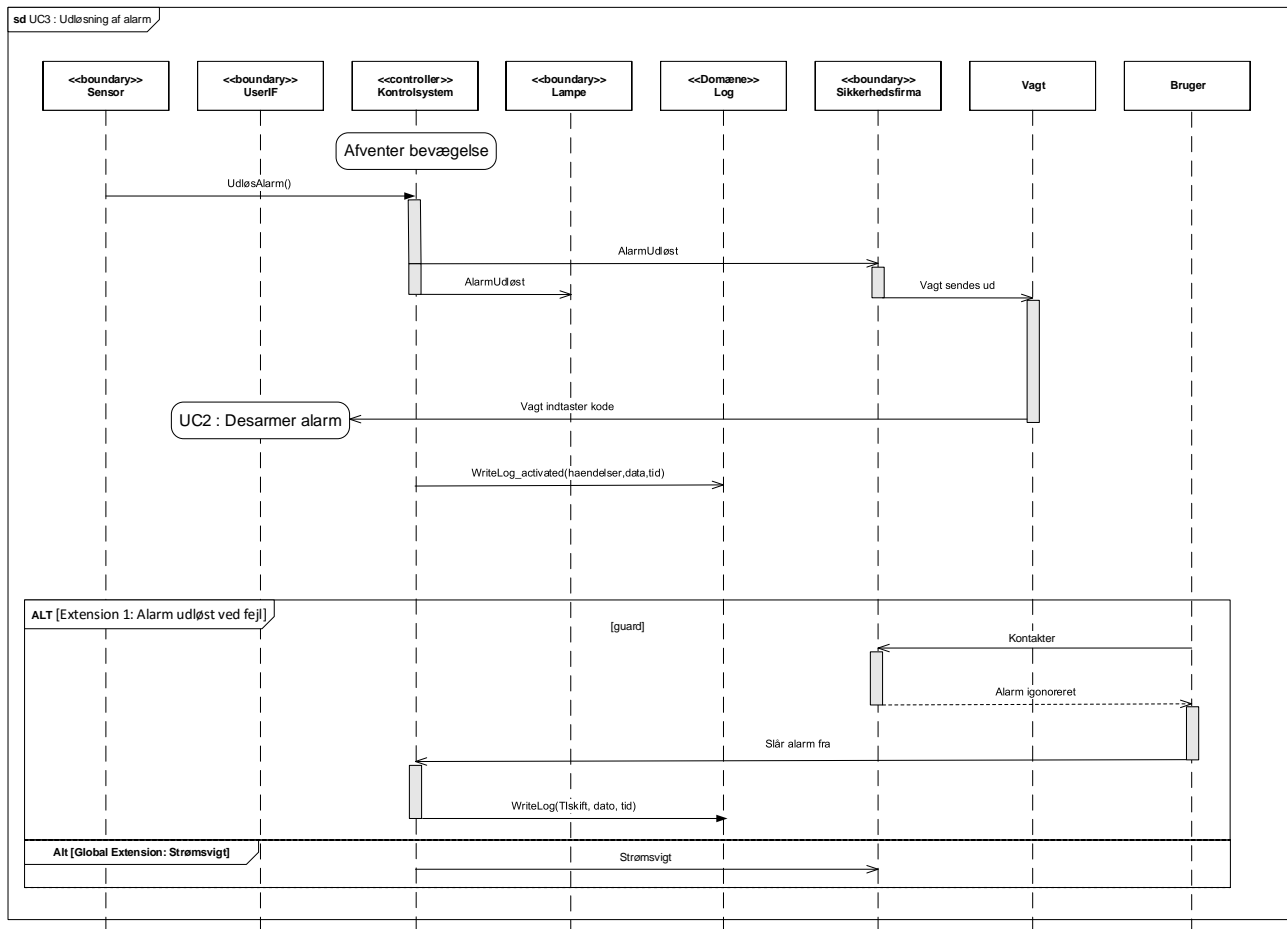 sd UC3 : Udløsning af alarm
<<boundary>>
Sensor
<<boundary>>
UserIF
<<controller>>
Kontrolsystem
<<boundary>>
Lampe
<<Domæne>>
Log
<<boundary>>
Sikkerhedsfirma
Vagt
Bruger
Afventer bevægelse
UdløsAlarm()
AlarmUdløst
AlarmUdløst
Vagt sendes ud
Vagt indtaster kode
UC2 : Desarmer alarm
WriteLog_activated(haendelser,data,tid)
ALT [Extension 1: Alarm udløst ved fejl]
[guard]
Kontakter
Alarm igonoreret
Slår alarm fra
WriteLog(TIskift, dato, tid)
Alt [Global Extension: Strømsvigt]
Strømsvigt